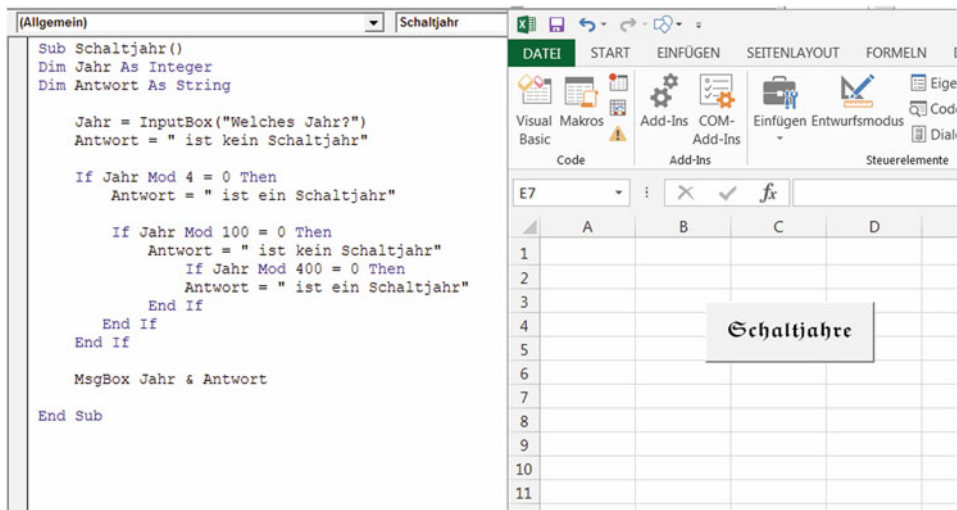 (Allgemein)
Schaltjahr
Sub Schaltjahr()
Dim Jahr As Integer
Dim Antwort As String
Jahr = InputBox("Welches Jahr?")
Antwort = " ist kein Schaltjahr"
If Jahr Mod 4 = 0 Then
Antwort = " ist ein Schaltjahr"
If Jahr Mod 100 = 0 Then
Antwort = " ist kein Schaltjahr"
If Jahr Mod 400 = 0 Then
Antwort = " ist ein Schaltjahr"
End If
End If
End If
MsgBox Jahr & Antwort
End Sub
DATEI START EINFÜGEN SEITENLAYOUT FORMELN
Visual Basic
Makros
Add-Ins
COM-Add-Ins
Einfügen
Entwurfsmodus
Eige
Code
Dial
Code Add-Ins Steuerelemente
E7 fx
A B C D
1
2
3
4
5
6
7
8
9
10
11
Schaltjahre